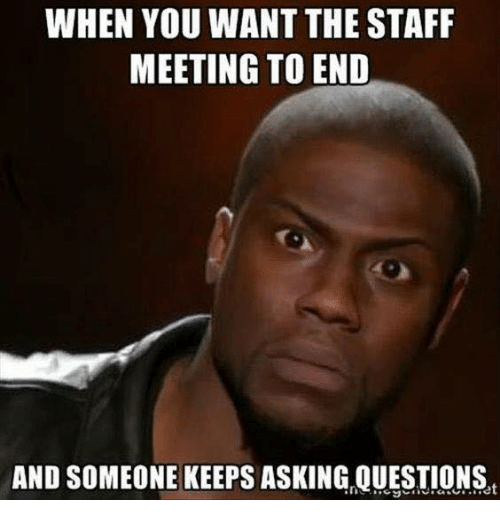 WHEN YOU WANT THE STAFF
MEETING TO END
AND SOMEONE KEEPS ASKING QUESTIONS